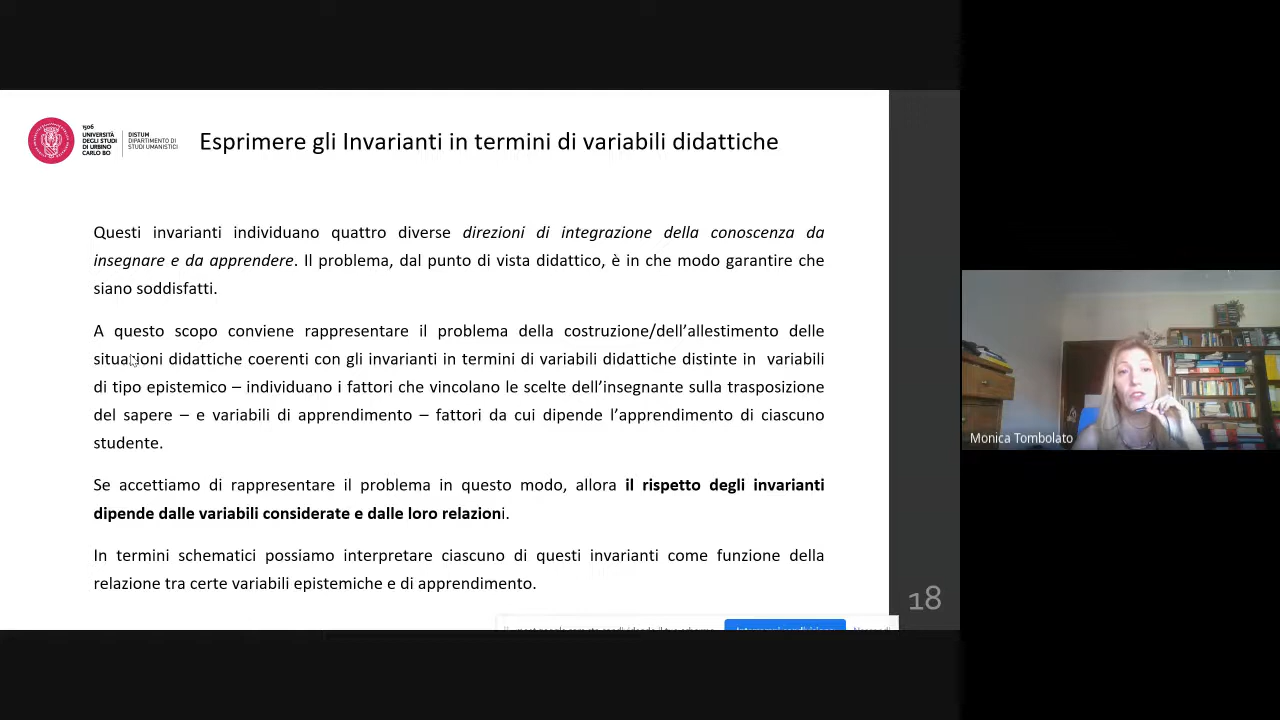 1506
UNIVERSITÀ
DEGLI STUDI
DI URBINO
CARLO BO
DISTUM
DIPARTIMENTO DI
STUDI UMANISTICI
Esprimere gli Invarianti in termini di variabili didattiche
Questi invarianti individuano quattro diverse direzioni di integrazione della conoscenza da
insegnare e da apprendere. Il problema, dal punto di vista didattico, è in che modo garantire che
siano soddisfatti.
A questo scopo conviene rappresentare il problema della costruzione/dell’allestimento delle
situazioni didattiche coerenti con gli invarianti in termini di variabili didattiche distinte in variabili
di tipo epistemico – individuano i fattori che vincolano le scelte dell’insegnante sulla trasposizione
del sapere – e variabili di apprendimento – fattori da cui dipende l’apprendimento di ciascuno
studente.
Se accettiamo di rappresentare il problema in questo modo, allora il rispetto degli invarianti
dipende dalle variabili considerate e dalle loro relazioni.
In termini schematici possiamo interpretare ciascuno di questi invarianti come funzione della
relazione tra certe variabili epistemiche e di apprendimento.
18
Monica Tombolato